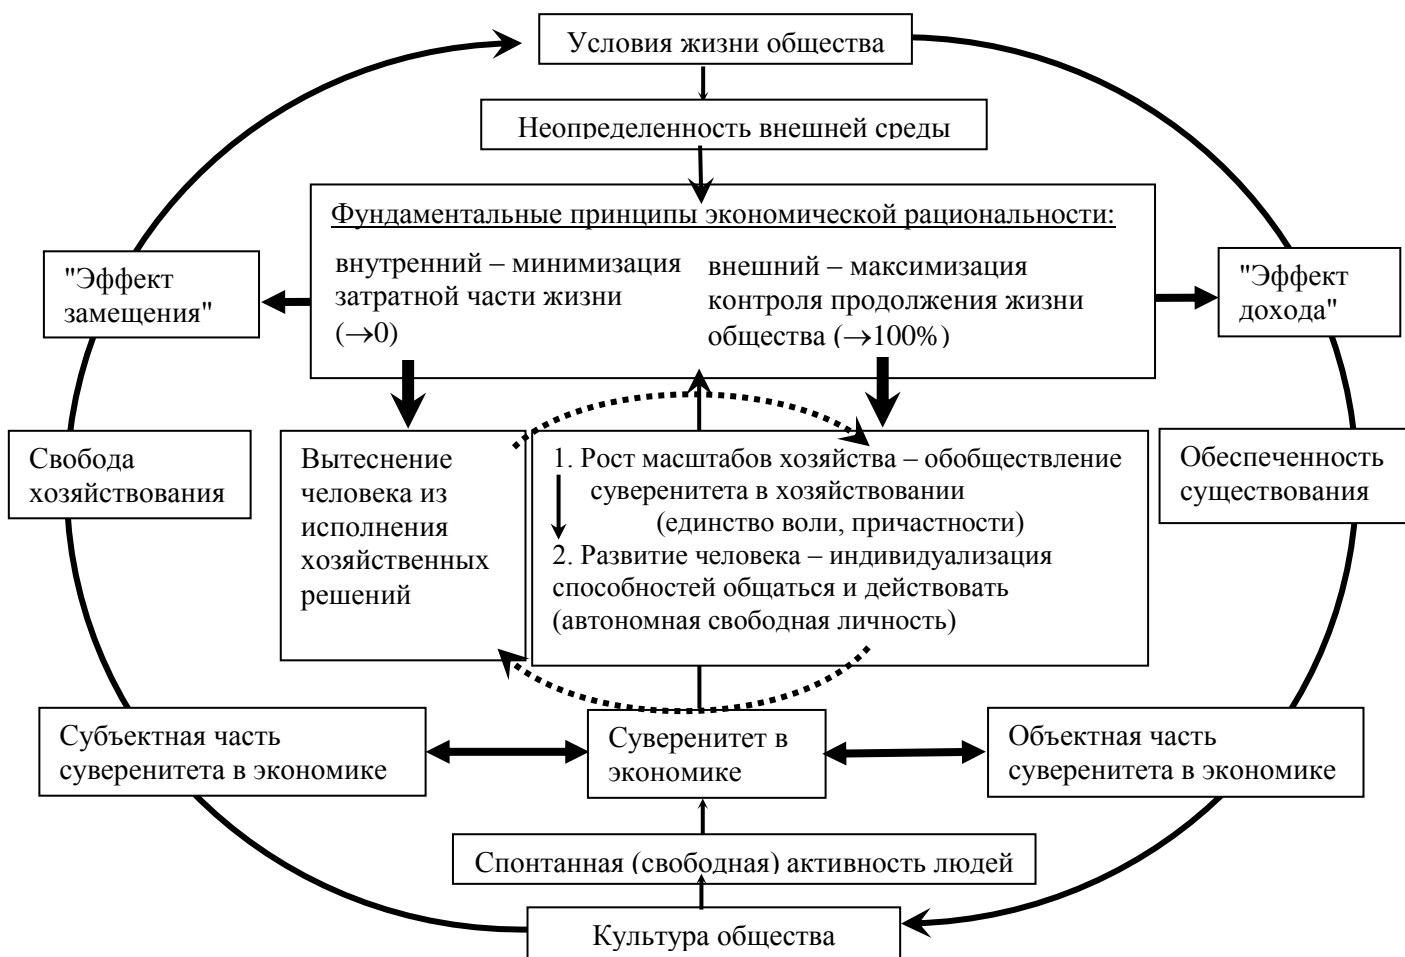 Условия жизни общества
Неопределенность внешней среды
Фундаментальные принципы экономической рациональности:
внутренний – минимизация
затратной части жизни
(→0)
внешний – максимизация
контроля продолжения жизни
общества (→100%)
"Эффект
замещения"
"Эффект
дохода"
Свобода
хозяйствования
Вытеснение
человека из
исполнения
хозяйственных
решений
1. Рост масштабов хозяйства – обобществление
суверенитета в хозяйствовании
(единство воли, причастности)
2. Развитие человека – индивидуализация
способностей общаться и действовать
(автономная свободная личность)
Обеспеченность
существования
Субъектная часть
суверенитета в экономике
Суверенитет в
экономике
Объектная часть
суверенитета в экономике
Спонтанная (свободная) активность людей
Культура общества